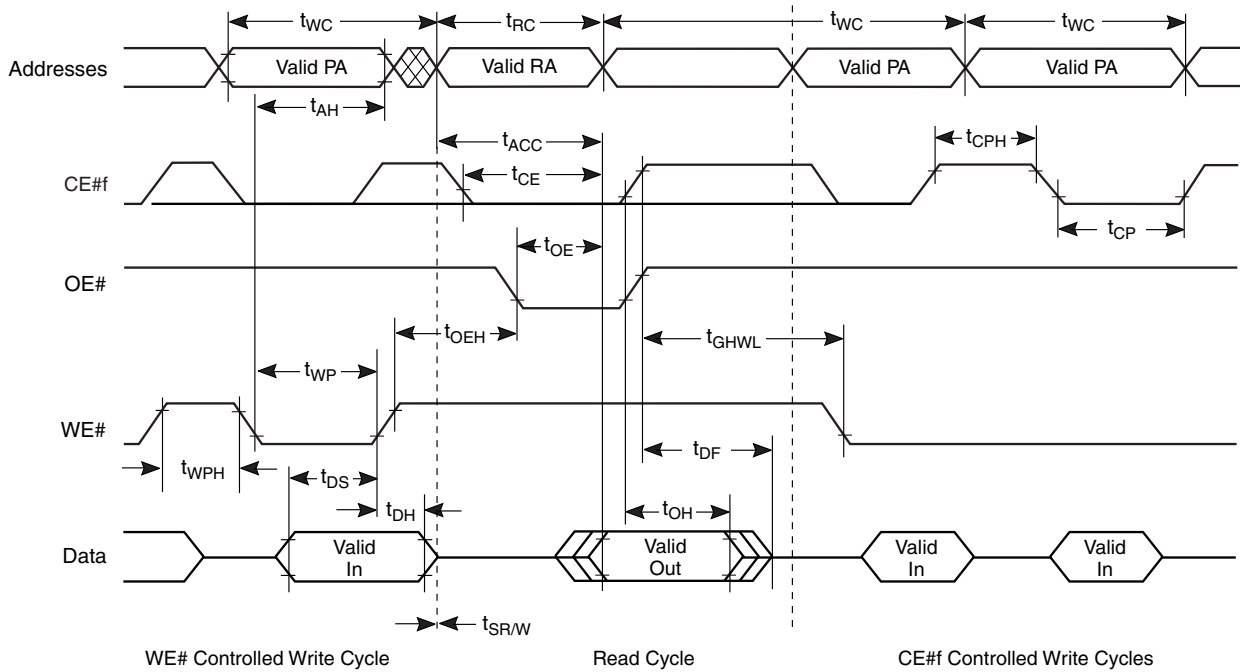 tWC tRC tWC tWC
Addresses Valid PA Valid RA Valid PA Valid PA
tAH
tACC
tCPH
CE#f tCE
tCP
tOE
OE#
tOEH tGHWL
tWP
WE#
tDF
tWPH tDS
tDH tOH
Data Valid In Valid Out Valid In Valid In
tSR/W
WE# Controlled Write Cycle Read Cycle CE#f Controlled Write Cycles